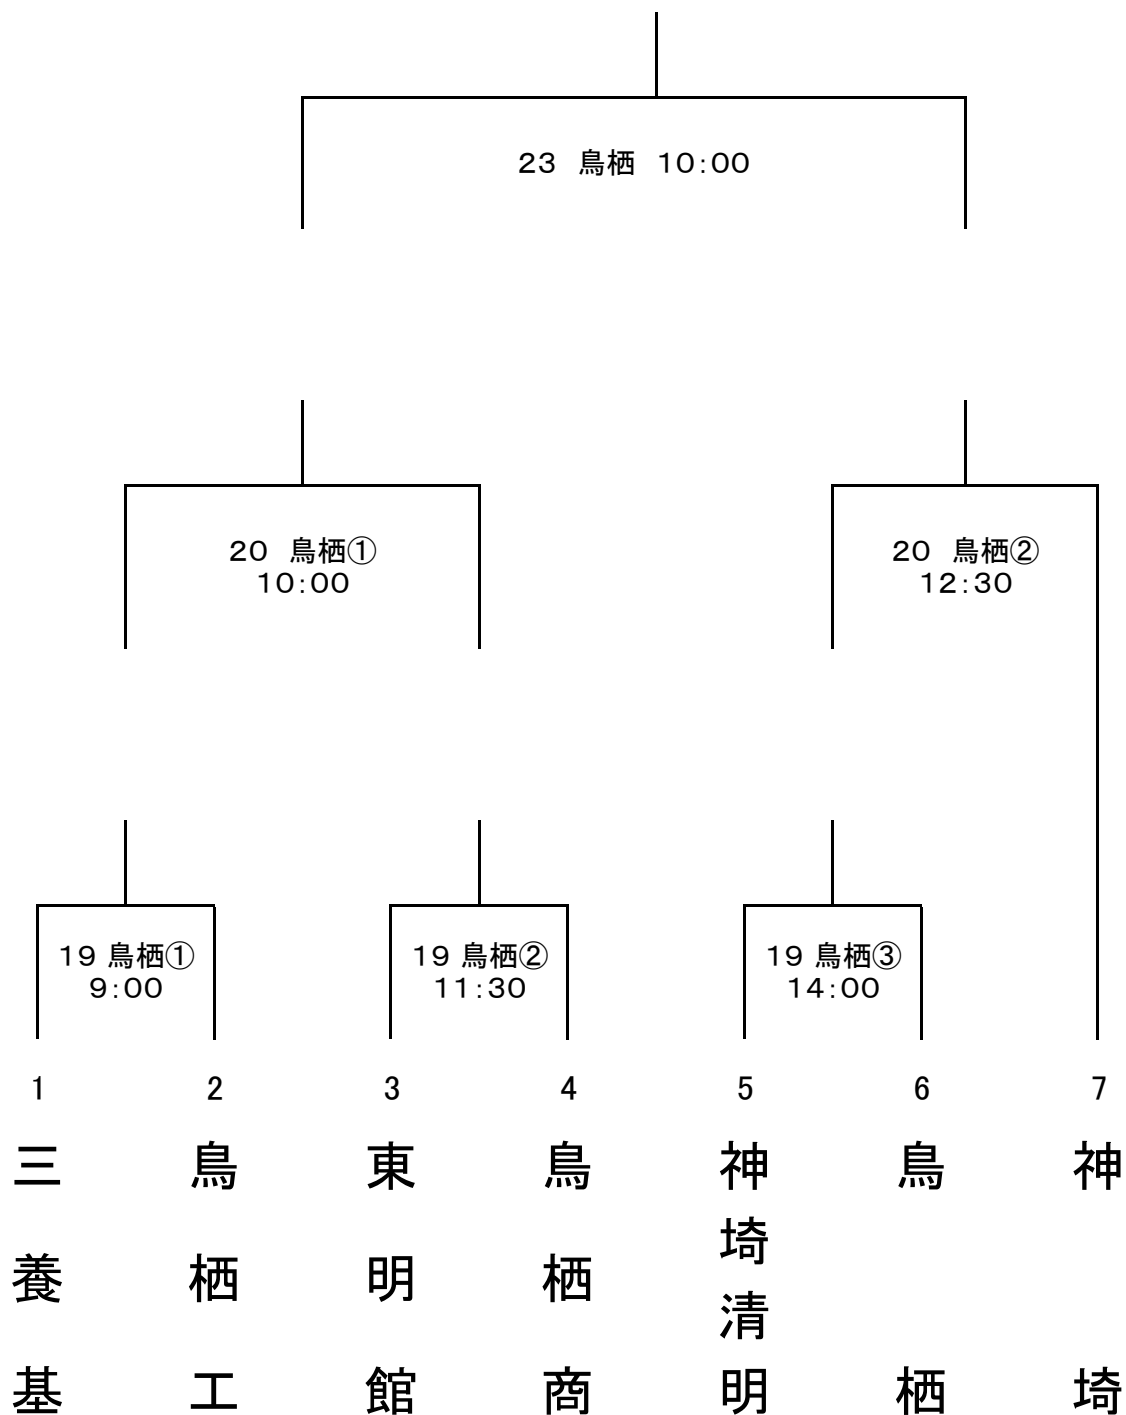 23　鳥栖　10:00
20　鳥栖①
10:00
20　鳥栖②
12:30
19 鳥栖①
9:00
19 鳥栖②
11:30
19 鳥栖③
14:00
1
2
3
4
5
6
7
三養基
鳥栖工
東明館
鳥栖商
神埼清明
鳥栖
神埼